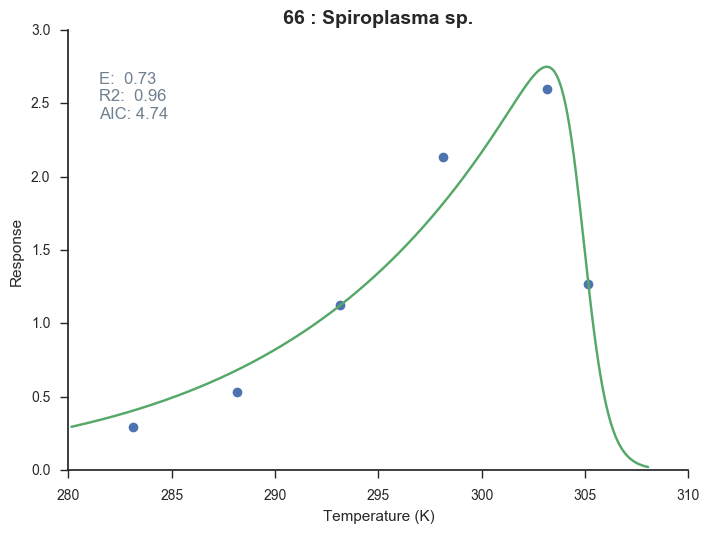 66 : Spiroplasma sp.
E:  0.73
R2:  0.96
AIC: 4.74
Response
3.0
2.5
2.0
1.5
1.0
0.5
0.0
280 285 290 295 300 305 310
Temperature (K)